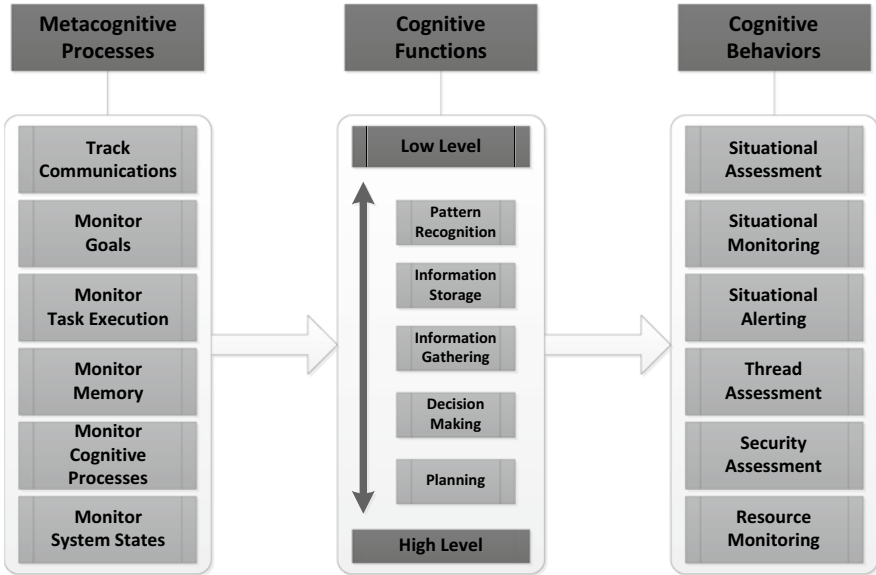 Metacognitive
Processes
Track
Communications
Monitor
Goals
Monitor
Task Execution
Monitor
Memory
Monitor
Cognitive
Processes
Monitor
System States
Cognitive
Functions
Low Level
Pattern
Recognition
Information
Storage
Information
Gathering
Decision
Making
Planning
High Level
Cognitive
Behaviors
Situational
Assessment
Situational
Monitoring
Situational
Alerting
Thread
Assessment
Security
Assessment
Resource
Monitoring